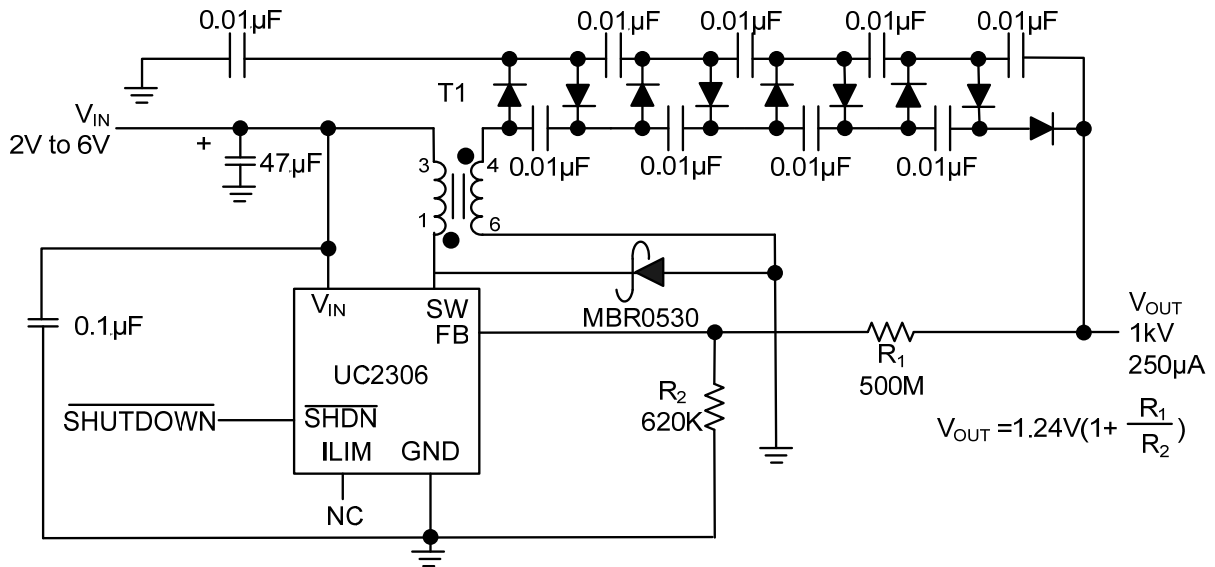 0.01µF
0.01µF
0.01µF
0.01µF
0.01µF
T1
V_IN
2V to 6V
+
47µF
3
4
1
6
0.01µF
0.01µF
0.01µF
0.01µF
0.1µF
V_IN
SW
FB
MBR0530
UC2306
SHUTDOWN
SHDN
ILIM
GND
NC
R_2
620K
R_1
500M
V_OUT
1kV
250µA
V_OUT =1.24V(1+ R_1/R_2)